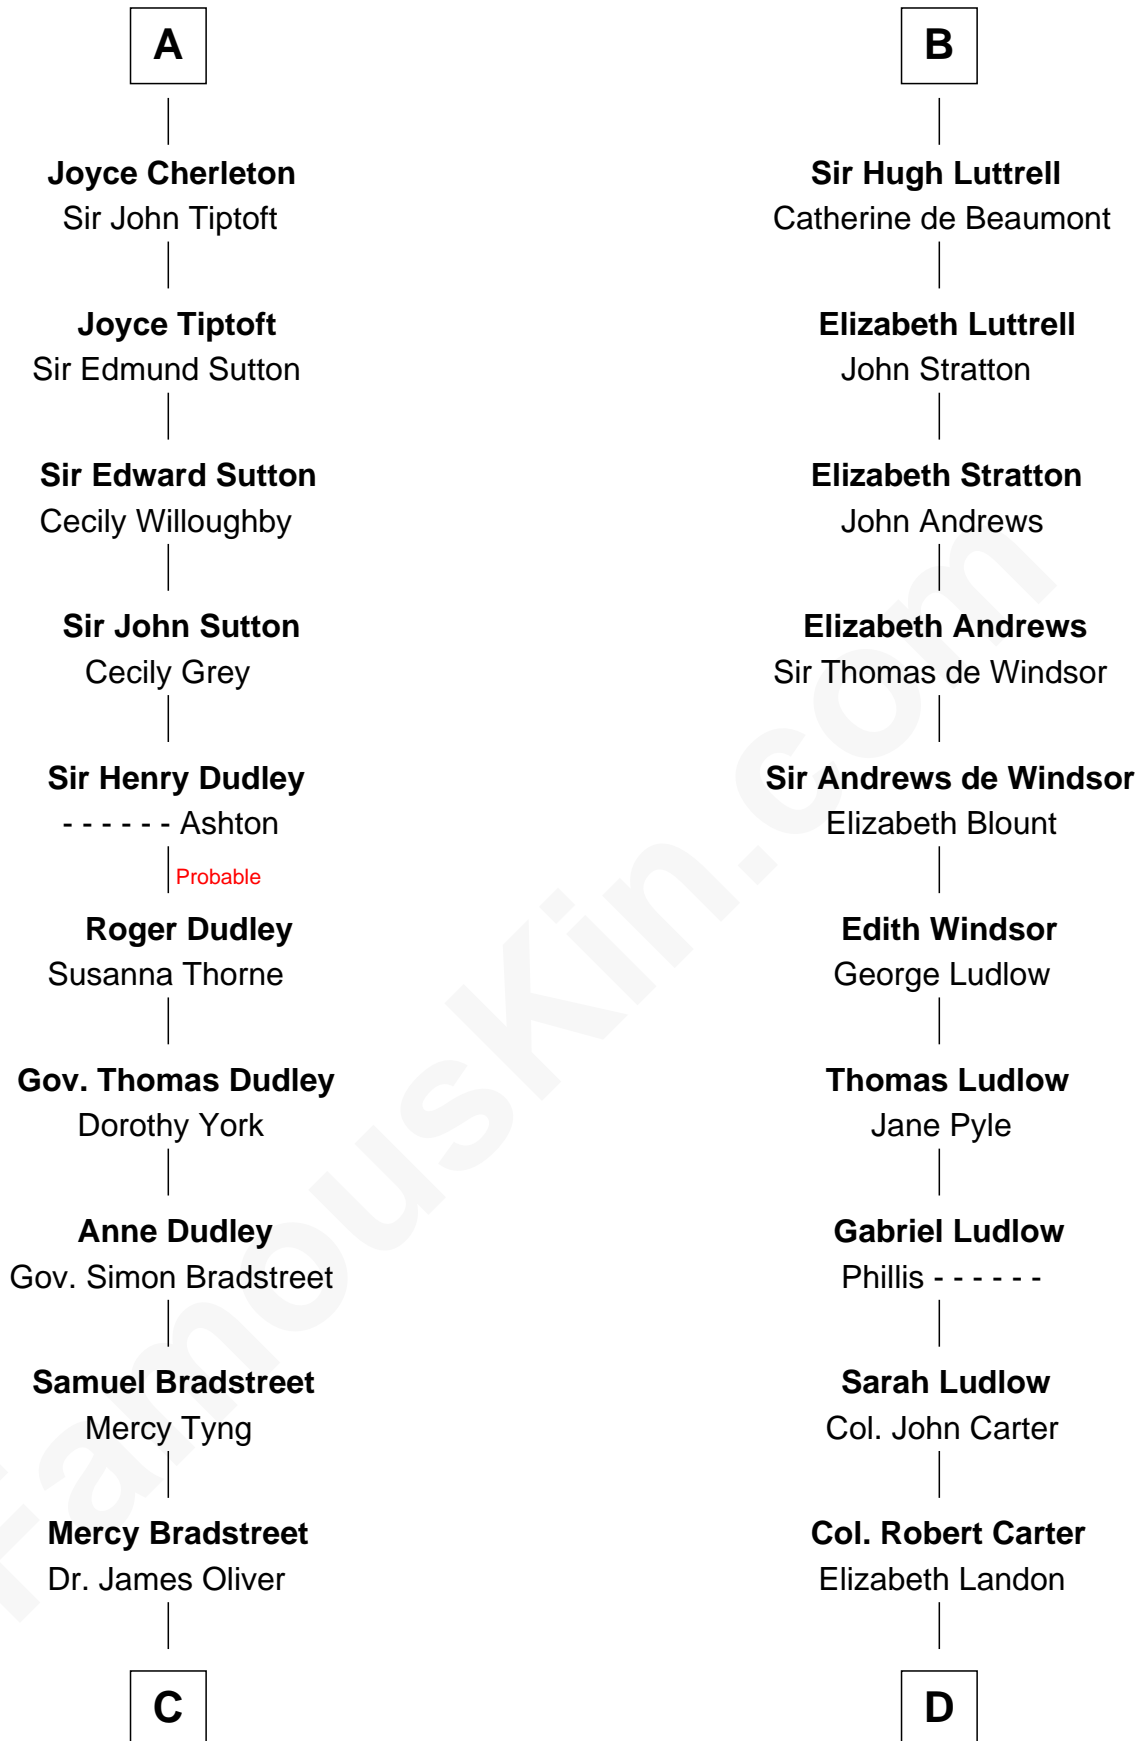 A
Joyce Cherleton
Sir John Tiptoft
Joyce Tiptoft
Sir Edmund Sutton
Sir Edward Sutton
Cecily Willoughby
Sir John Sutton
Cecily Grey
Sir Henry Dudley
- - - - - - Ashton
Probable
Roger Dudley
Susanna Thorne
Gov. Thomas Dudley
Dorothy York
Anne Dudley
Gov. Simon Bradstreet
Samuel Bradstreet
Mercy Tyng
Mercy Bradstreet
Dr. James Oliver
C
B
Sir Hugh Luttrell
Catherine de Beaumont
Elizabeth Luttrell
John Stratton
Elizabeth Stratton
John Andrews
Elizabeth Andrews
Sir Thomas de Windsor
Sir Andrews de Windsor
Elizabeth Blount
Edith Windsor
George Ludlow
Thomas Ludlow
Jane Pyle
Gabriel Ludlow
Phillis - - - - - -
Sarah Ludlow
Col. John Carter
Col. Robert Carter
Elizabeth Landon
D
FamousKin.com